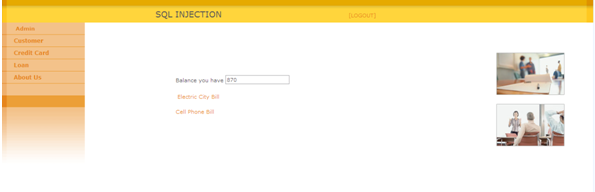 SQL INJECTION [LOGOUT]
Admin
Customer
Credit Card
Loan
About Us
Balance you have 870
Electric City Bill
Cell Phone Bill